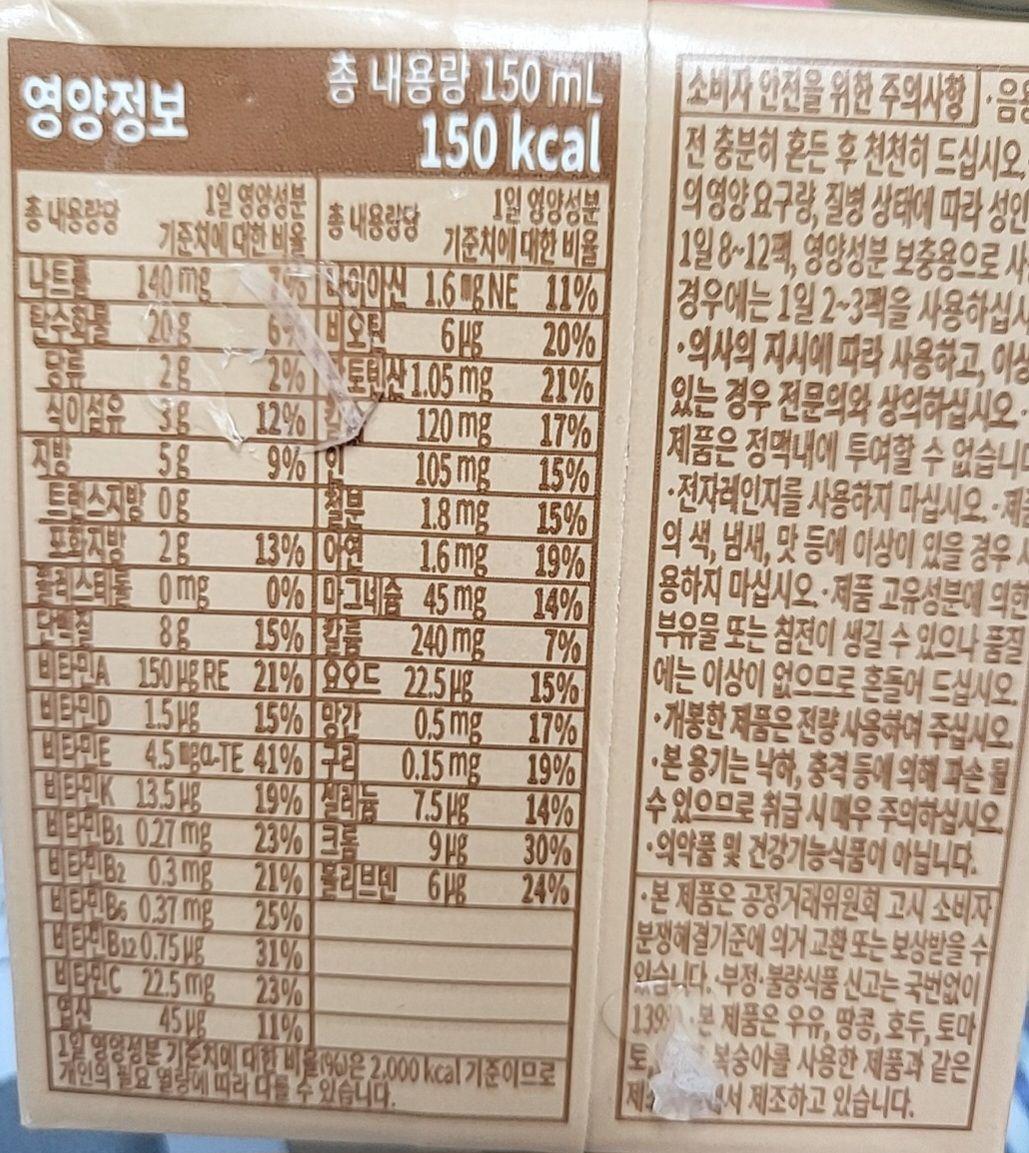 영양정보
총 내용량 150 mL
150 kcal
총 내용량당 1일 영양성분 기준치에 대한 비율
나트륨 140 mg 7%
탄수화물 20 g 6%
당류 2 g 2%
식이섬유 3 g 12%
지방 5 g 9%
트랜스지방 0 g
포화지방 2 g 13%
콜레스테롤 0 mg 0%
단백질 8 g 15%
비타민A 150 μg RE 21%
비타민D 1.5 μg 15%
비타민E 4.5 mgα-TE 41%
비타민K 13.5 μg 19%
비타민B1 0.27 mg 23%
비타민B2 0.3 mg 21%
비타민B6 0.37 mg 25%
비타민B12 0.75 μg 31%
비타민C 22.5 mg 23%
엽산 45 μg 11%
총 내용량당 1일 영양성분 기준치에 대한 비율
나이아신 1.6 mg NE 11%
비오틴 6 μg 20%
토텐산 1.05 mg 21%
칼 120 mg 17%
인 105 mg 15%
철분 1.8 mg 15%
아연 1.6 mg 19%
마그네슘 45 mg 14%
칼륨 240 mg 7%
요오드 22.5 μg 15%
망간 0.5 mg 17%
구리 0.15 mg 19%
셀레늄 7.5 μg 14%
크롬 9 μg 30%
몰리브덴 6 μg 24%
1일 영양성분 기준치에 대한 비율(%)은 2,000 kcal 기준이므로
개인의 필요 열량에 따라 다를 수 있습니다.
소비자 안전을 위한 주의사항 ·음용
전 충분히 흔든 후 천천히 드십시오.
의 영양 요구량, 질병 상태에 따라 성인
1일 8~12팩, 영양성분 보충용으로 사
경우에는 1일 2~3팩을 사용하십시
·의사의 지시에 따라 사용하고, 이상
있는 경우 전문의와 상의하십시오. ·
제품은 정맥내에 투여할 수 없습니
·전자레인지를 사용하지 마십시오. ·제
의 색, 냄새, 맛 등에 이상이 있을 경우
용하지 마십시오. ·제품 고유성분에 의한
부유물 또는 침전이 생길 수 있으나 품질
에는 이상이 없으므로 흔들어 드십시오.
·개봉한 제품은 전량 사용하여 주십시오
·본 용기는 낙하, 충격 등에 의해 파손 될
수 있으므로 취급 시 매우 주의하십시오.
·의약품 및 건강기능식품이 아닙니다.
·본 제품은 공정거래위원회 고시 소비자
분쟁해결기준에 의거 교환 또는 보상받을 수
있습니다. ·부정·불량식품 신고는 국번없이
1399 ·본 제품은 우유, 땅콩, 호두, 토마
토, 복숭아를 사용한 제품과 같은
제조하고 있습니다.